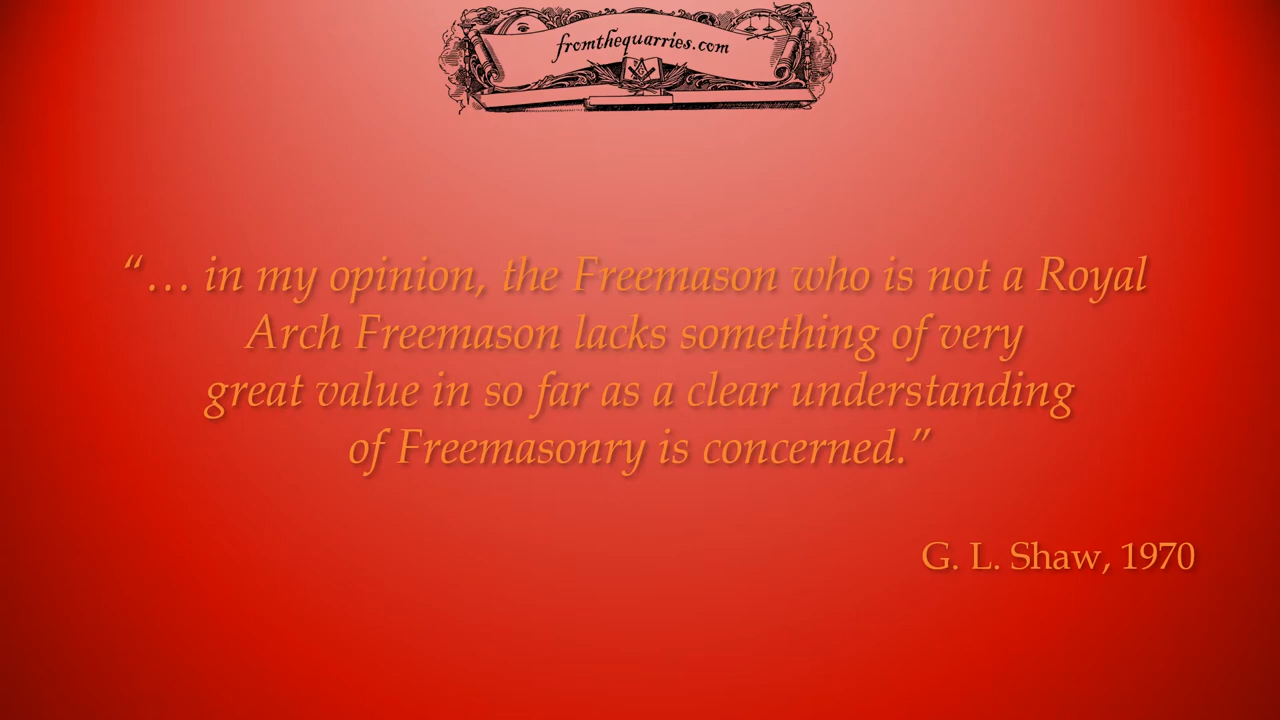 fromthequarries.com
“… in my opinion, the Freemason who is not a Royal
Arch Freemason lacks something of very
great value in so far as a clear understanding
of Freemasonry is concerned.”
G. L. Shaw, 1970